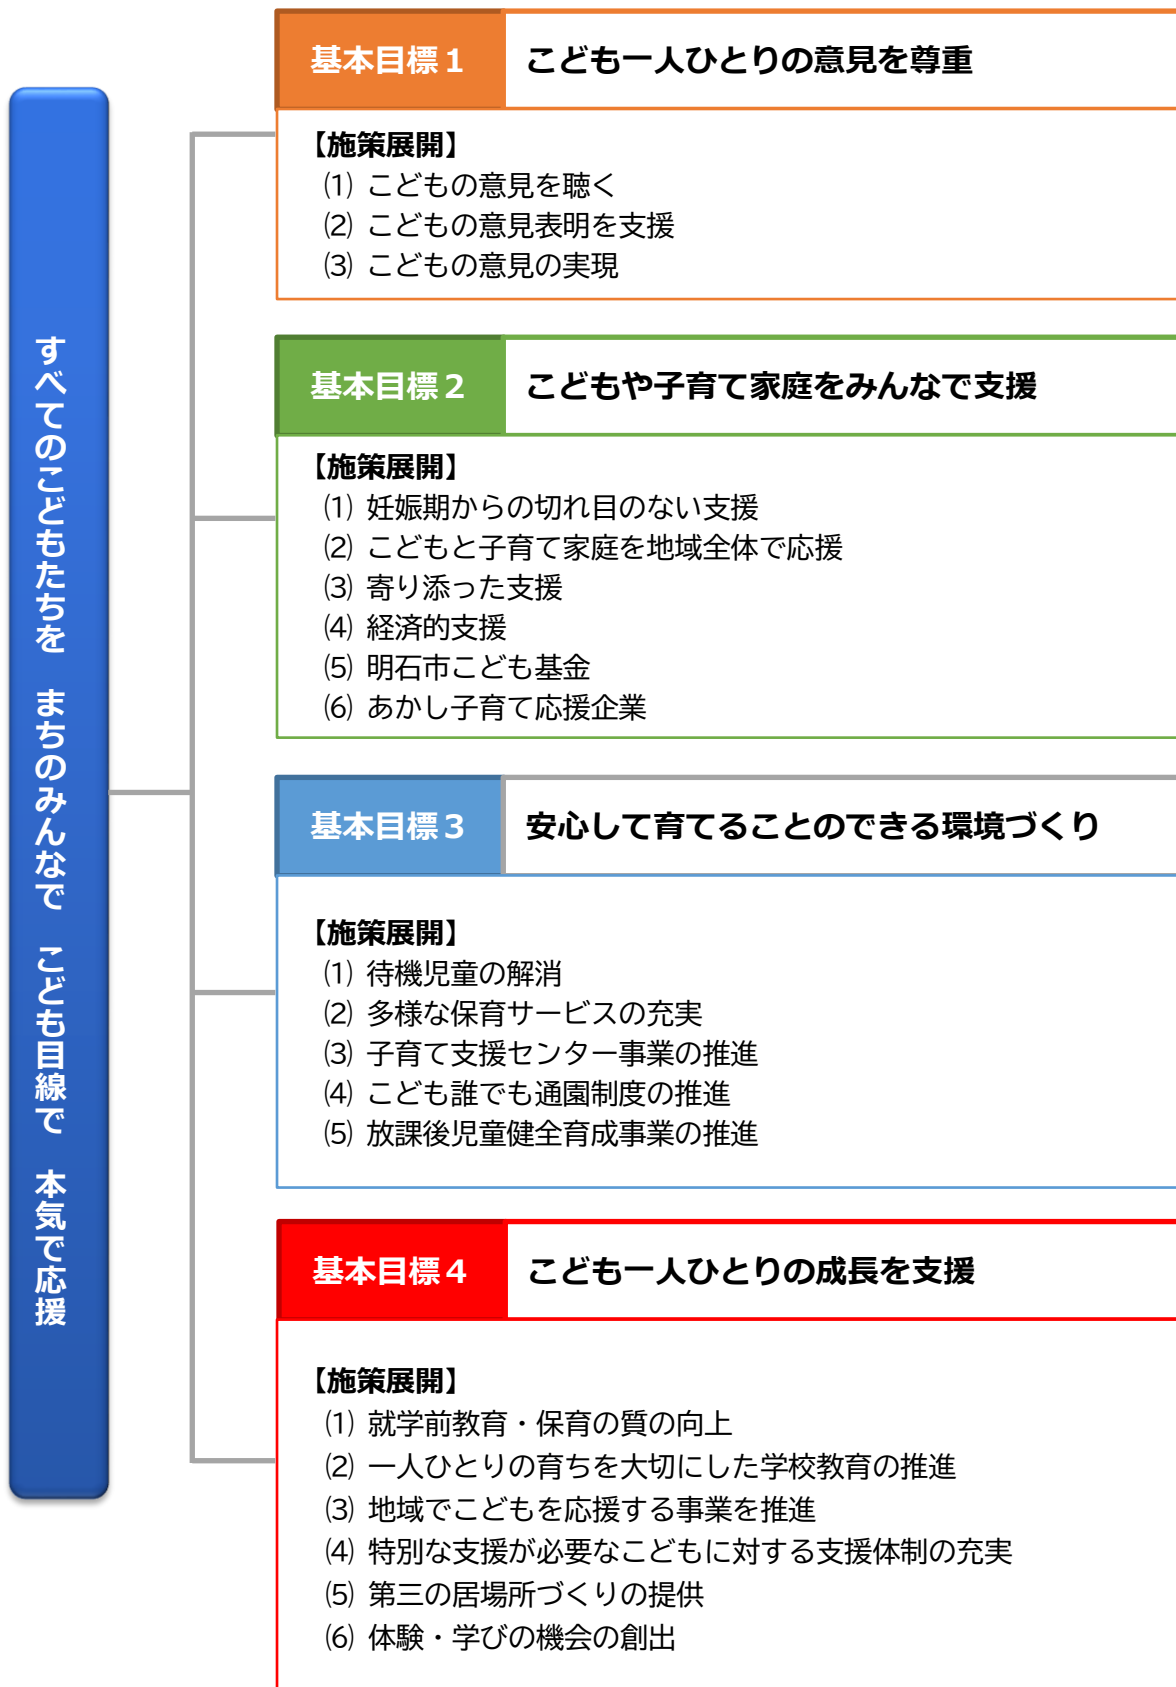 すべてのこどもたちを　まちのみんなで　こども目線で　本気で応援
基本目標１
こども一人ひとりの意見を尊重
【施策展開】
⑴ こどもの意見を聴く
⑵ こどもの意見表明を支援
⑶ こどもの意見の実現
基本目標２
こどもや子育て家庭をみんなで支援
【施策展開】
⑴ 妊娠期からの切れ目のない支援
⑵ こどもと子育て家庭を地域全体で応援
⑶ 寄り添った支援
⑷ 経済的支援
⑸ 明石市こども基金
⑹ あかし子育て応援企業
基本目標３
安心して育てることのできる環境づくり
【施策展開】
⑴ 待機児童の解消
⑵ 多様な保育サービスの充実
⑶ 子育て支援センター事業の推進
⑷ こども誰でも通園制度の推進
⑸ 放課後児童健全育成事業の推進
基本目標４
こども一人ひとりの成長を支援
【施策展開】
⑴ 就学前教育・保育の質の向上
⑵ 一人ひとりの育ちを大切にした学校教育の推進
⑶ 地域でこどもを応援する事業を推進
⑷ 特別な支援が必要なこどもに対する支援体制の充実
⑸ 第三の居場所づくりの提供
⑹ 体験・学びの機会の創出